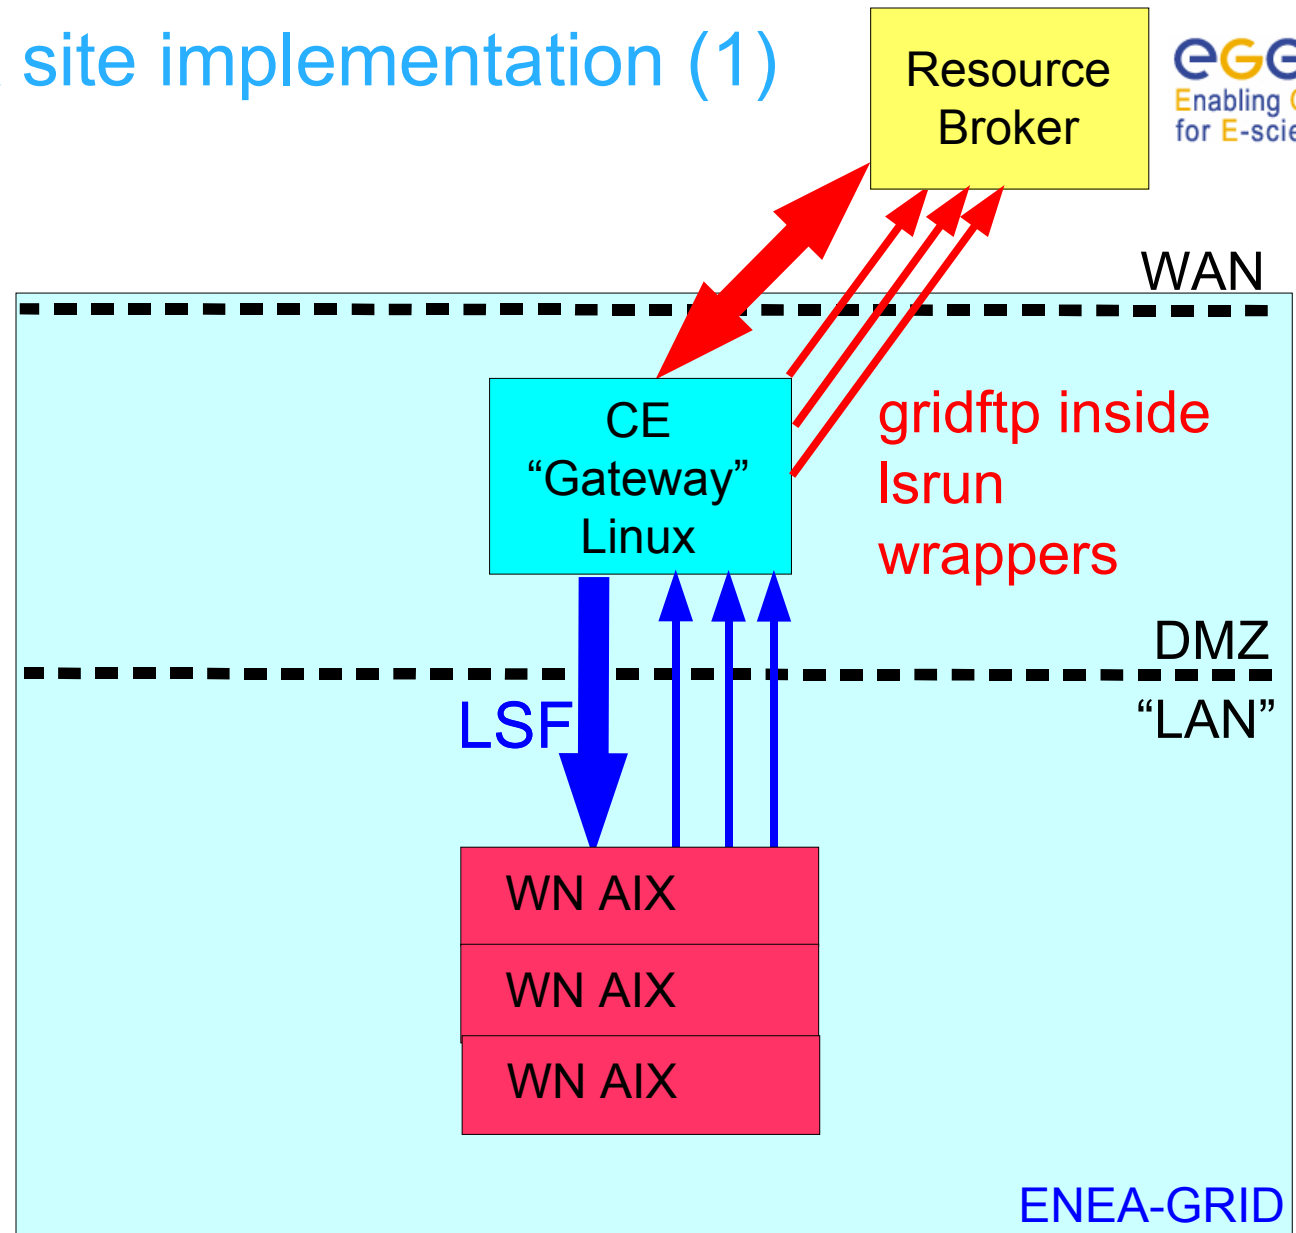 site implementation (1)
Resource
Broker
Enabling
for E-scie
WAN
CE
“Gateway”
Linux
gridftp inside
lsrun
wrappers
DMZ
LSF
“LAN”
WN AIX
WN AIX
WN AIX
ENEA-GRID